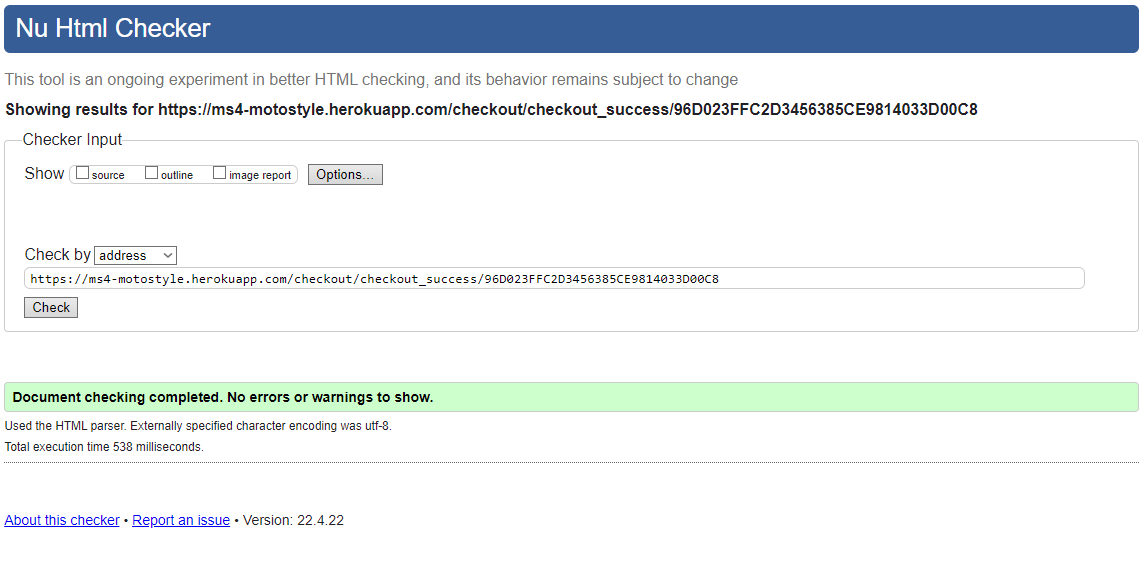 Nu Html Checker
This tool is an ongoing experiment in better HTML checking, and its behavior remains subject to change
Showing results for https://ms4-motostyle.herokuapp.com/checkout/checkout_success/96D023FFC2D3456385CE9814033D00C8
Checker Input
Show source outline image report Options...
Check by address
https://ms4-motostyle.herokuapp.com/checkout/checkout_success/96D023FFC2D3456385CE9814033D00C8
Check
Document checking completed. No errors or warnings to show.
Used the HTML parser. Externally specified character encoding was utf-8.
Total execution time 538 milliseconds.
About this checker • Report an issue • Version: 22.4.22